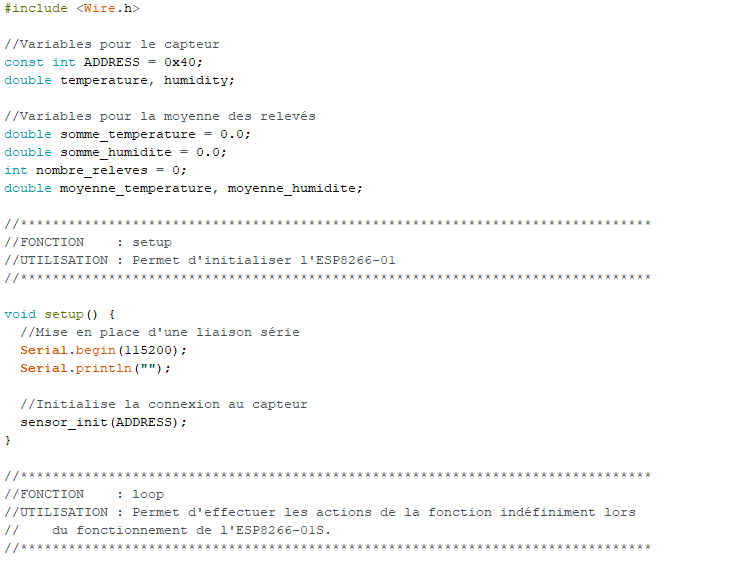 #include <Wire.h>
//Variables pour le capteur
const int ADDRESS = 0x40;
double temperature, humidity;
//Variables pour la moyenne des relevés
double somme_temperature = 0.0;
double somme_humidite = 0.0;
int nombre_releves = 0;
double moyenne_temperature, moyenne_humidite;
//*******************************************************************************
//FONCTION    : setup
//UTILISATION : Permet d'initialiser l'ESP8266-01
//*******************************************************************************
void setup() {
  //Mise en place d'une liaison série
  Serial.begin(115200);
  Serial.println("");
  //Initialise la connexion au capteur
  sensor_init(ADDRESS);
}
//*******************************************************************************
//FONCTION    : loop
//UTILISATION : Permet d'effectuer les actions de la fonction indéfiniment lors
//    du fonctionnement de l'ESP8266-01S.
//*******************************************************************************